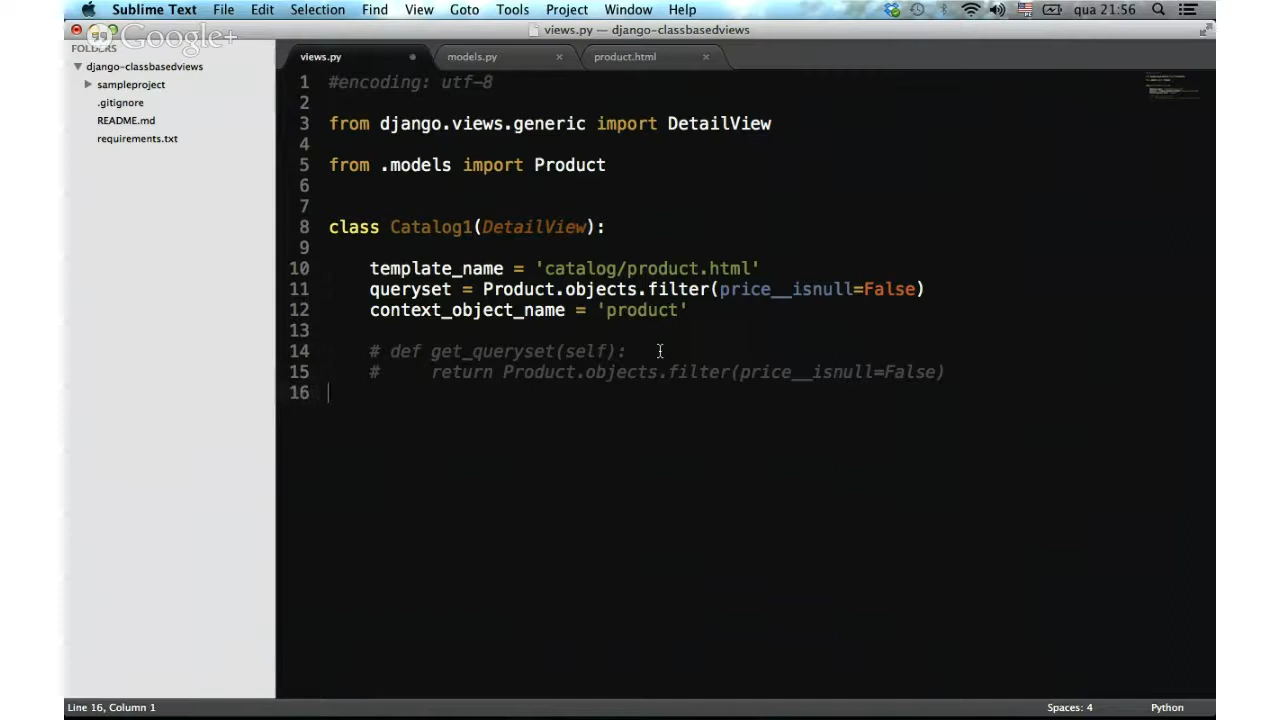 Sublime Text File Edit Selection Find View Goto Tools Project Window Help qua 21:56
views.py — django-classbasedviews
Google+
FOLDERS
django-classbasedviews
sampleproject
.gitignore
README.md
requirements.txt
views.py models.py × product.html ×
1 #encoding: utf-8
2
3 from django.views.generic import DetailView
4
5 from .models import Product
6
7
8 class Catalog1(DetailView):
9
10 template_name = 'catalog/product.html'
11 queryset = Product.objects.filter(price__isnull=False)
12 context_object_name = 'product'
13
14 # def get_queryset(self):
15 # return Product.objects.filter(price__isnull=False)
16
Line 16, Column 1 Spaces: 4 Python